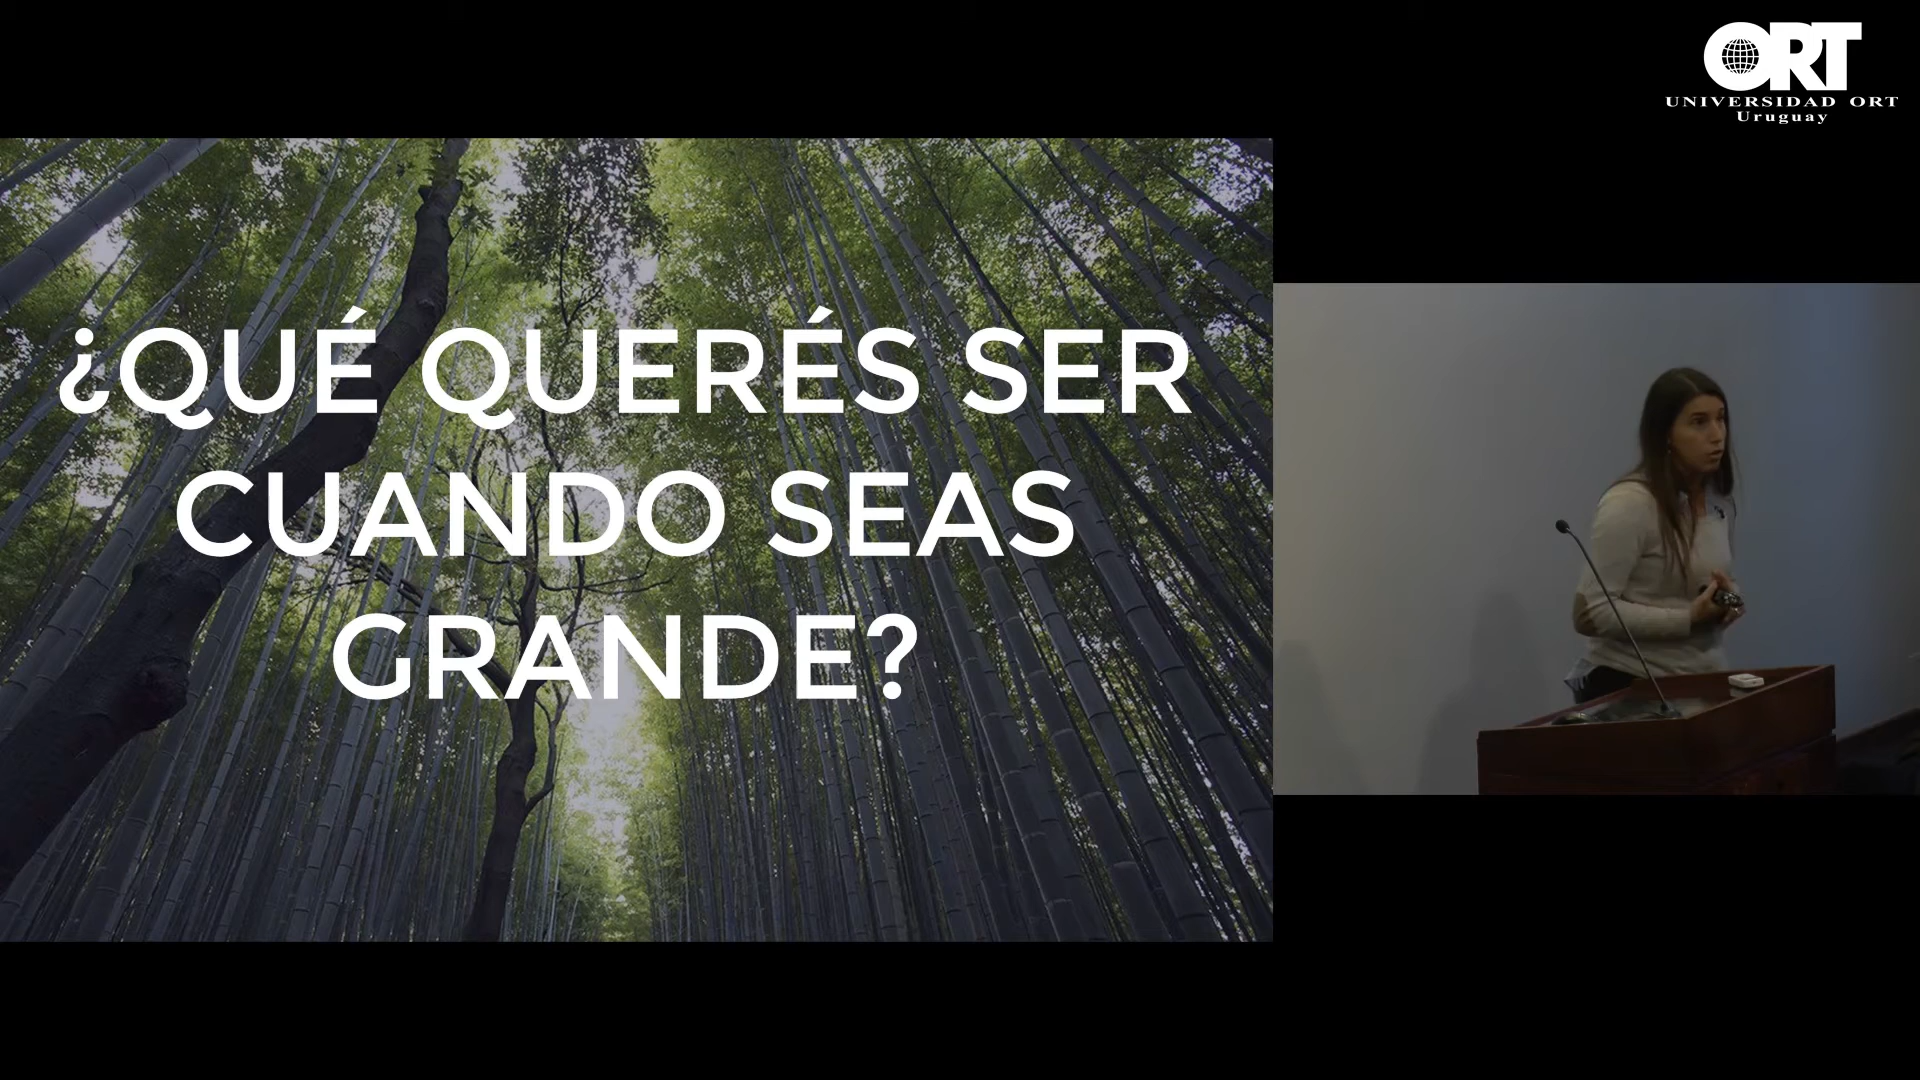 ORT
UNIVERSIDAD ORT
Uruguay
¿QUÉ QUERÉS SER
CUANDO SEAS
GRANDE?